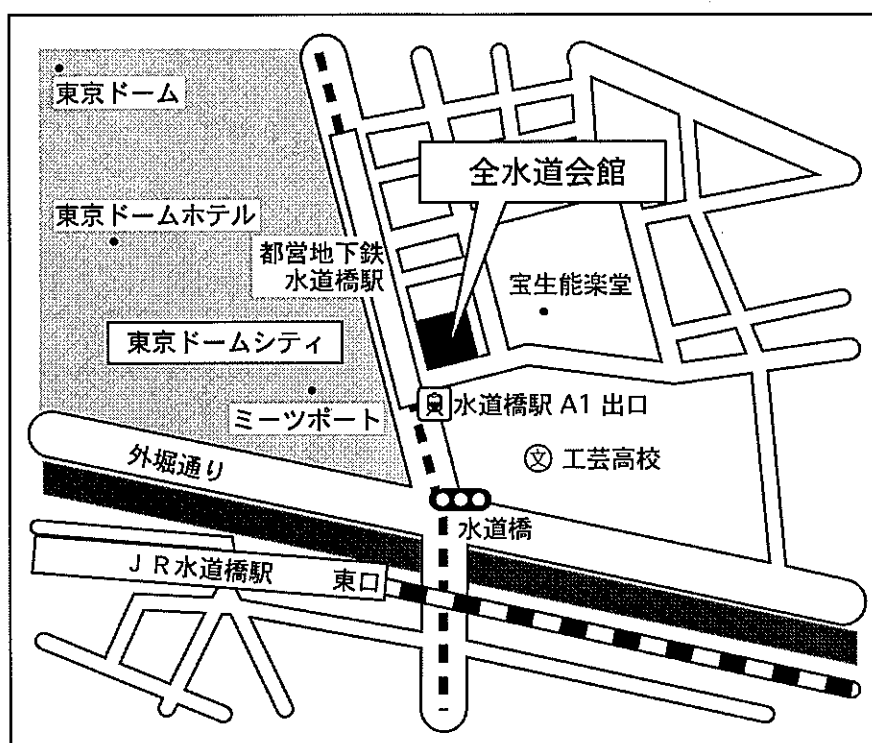 東京ドーム
全水道会館
東京ドームホテル
都営地下鉄
水道橋駅
宝生能楽堂
東京ドームシティ
ミーツポート
水道橋駅 A1 出口
外堀通り
文 工芸高校
水道橋
JR水道橋駅 東口